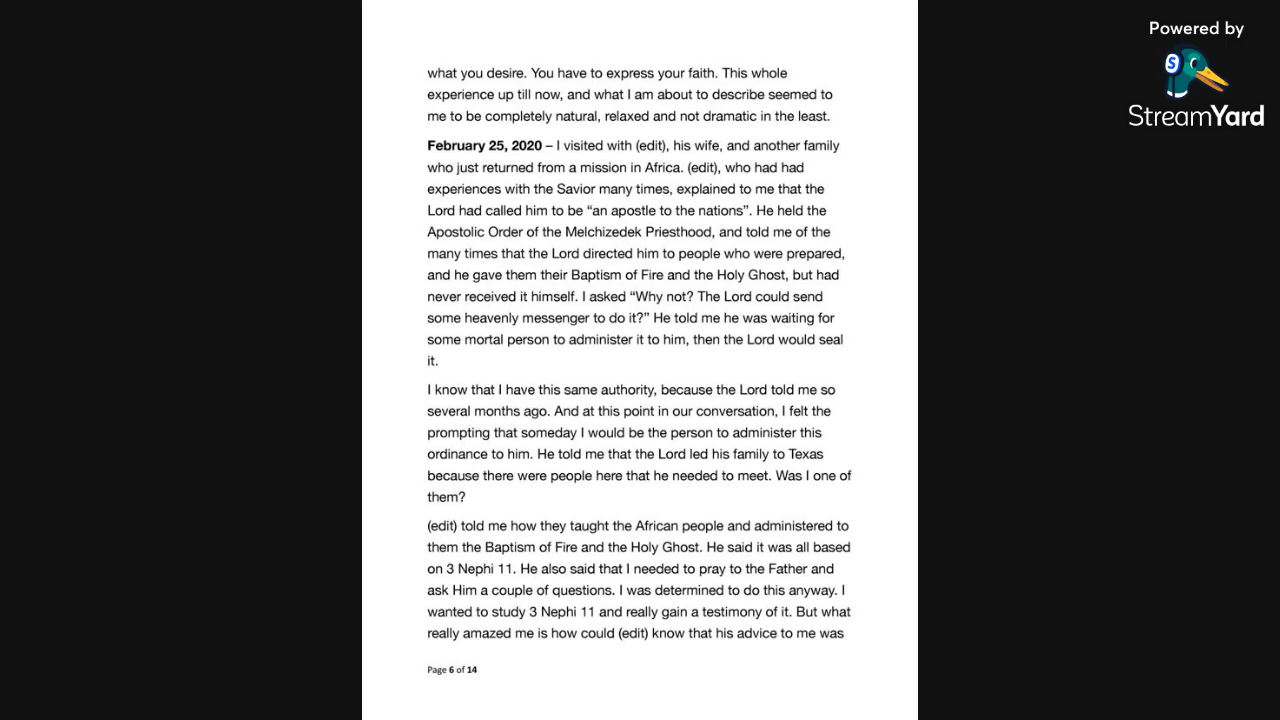 Powered by
S
StreamYard
what you desire. You have to express your faith. This whole
experience up till now, and what I am about to describe seemed to
me to be completely natural, relaxed and not dramatic in the least.
February 25, 2020 – I visited with (edit), his wife, and another family
who just returned from a mission in Africa. (edit), who had had
experiences with the Savior many times, explained to me that the
Lord had called him to be “an apostle to the nations”. He held the
Apostolic Order of the Melchizedek Priesthood, and told me of the
many times that the Lord directed him to people who were prepared,
and he gave them their Baptism of Fire and the Holy Ghost, but had
never received it himself. I asked “Why not? The Lord could send
some heavenly messenger to do it?” He told me he was waiting for
some mortal person to administer it to him, then the Lord would seal
it.
I know that I have this same authority, because the Lord told me so
several months ago. And at this point in our conversation, I felt the
prompting that someday I would be the person to administer this
ordinance to him. He told me that the Lord led his family to Texas
because there were people here that he needed to meet. Was I one of
them?
(edit) told me how they taught the African people and administered to
them the Baptism of Fire and the Holy Ghost. He said it was all based
on 3 Nephi 11. He also said that I needed to pray to the Father and
ask Him a couple of questions. I was determined to do this anyway. I
wanted to study 3 Nephi 11 and really gain a testimony of it. But what
really amazed me is how could (edit) know that his advice to me was
Page 6 of 14